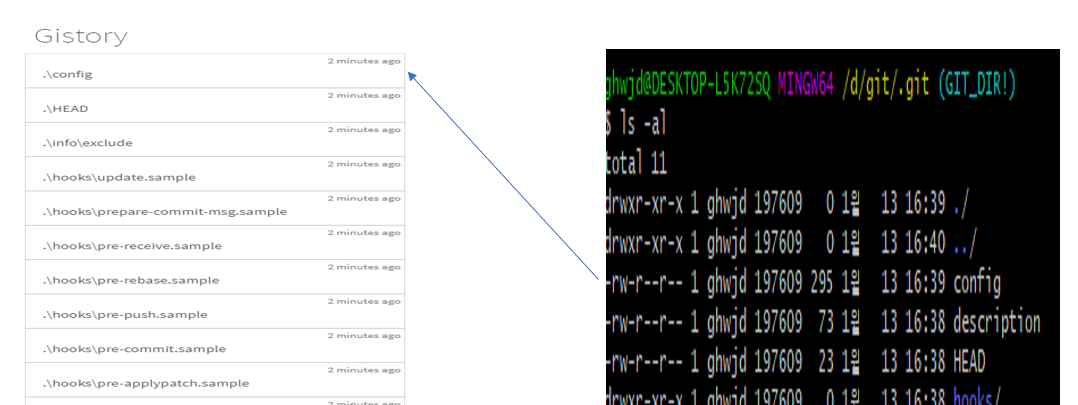 Gistory
2 minutes ago
.\config
2 minutes ago
.\HEAD
2 minutes ago
.\info\exclude
2 minutes ago
.\hooks\update.sample
2 minutes ago
.\hooks\prepare-commit-msg.sample
2 minutes ago
.\hooks\pre-receive.sample
2 minutes ago
.\hooks\pre-rebase.sample
2 minutes ago
.\hooks\pre-push.sample
2 minutes ago
.\hooks\pre-commit.sample
2 minutes ago
.\hooks\pre-applypatch.sample
2 minutes ago
ghwjd@DESKTOP-L5K72SQ MINGW64 /d/git/.git (GIT_DIR!)
$ ls -al
total 11
drwxr-xr-x 1 ghwjd 197609 0 1월 13 16:39 ./
drwxr-xr-x 1 ghwjd 197609 0 1월 13 16:40 ../
-rw-r--r-- 1 ghwjd 197609 295 1월 13 16:39 config
-rw-r--r-- 1 ghwjd 197609 73 1월 13 16:38 description
-rw-r--r-- 1 ghwjd 197609 23 1월 13 16:38 HEAD
drwxr-xr-x 1 ghwjd 197609 0 1월 13 16:38 hooks/